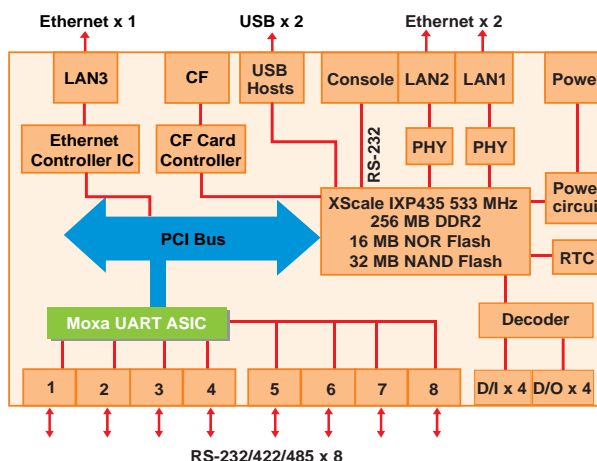 Ethernet x 1
USB x 2
Ethernet x 2
LAN3
CF
USB
Hosts
Console
LAN2
LAN1
Powe
Ethernet
Controller IC
CF Card
Controller
RS-232
PHY
PHY
XScale IXP435 533 MHz
256 MB DDR2
16 MB NOR Flash
32 MB NAND Flash
Powe
circui
PCI Bus
RTC
Moxa UART ASIC
Decoder
1
2
3
4
5
6
7
8
D/I x 4
D/O x 4
RS-232/422/485 x 8